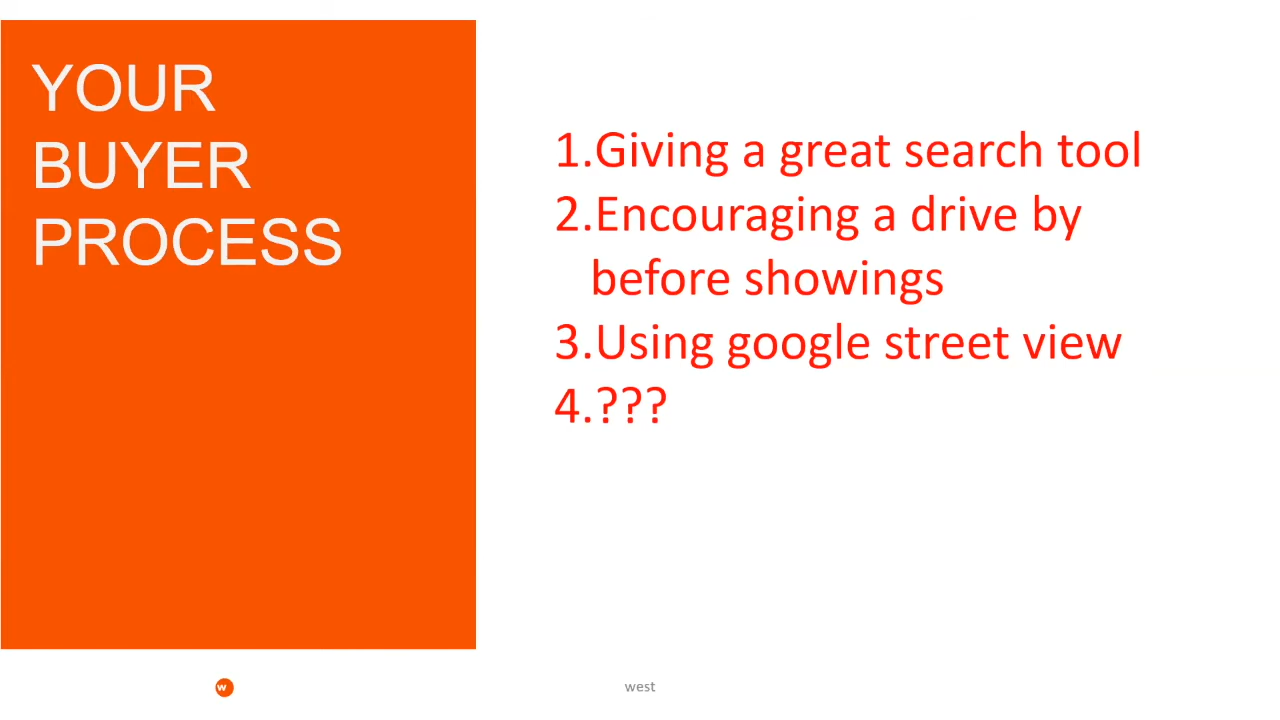 YOUR
BUYER
PROCESS
1.Giving a great search tool
2.Encouraging a drive by
before showings
3.Using google street view
4.???
w
west